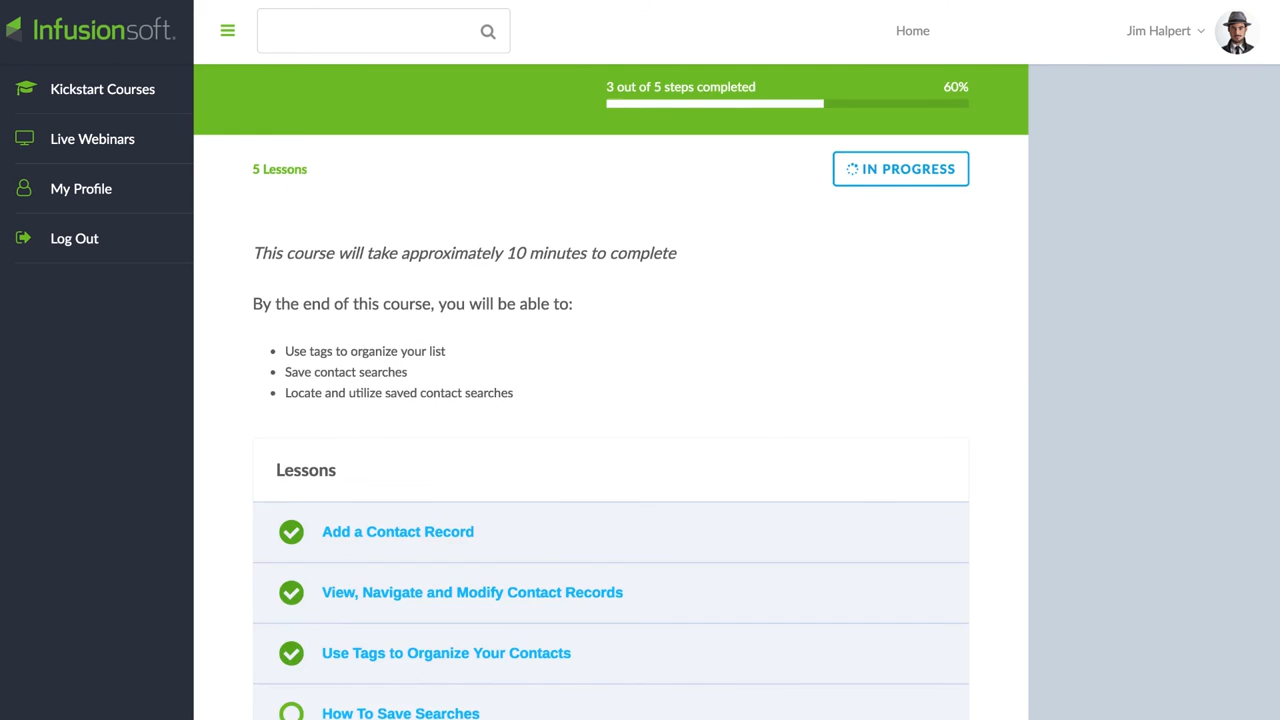 Infusionsoft.
Home
Jim Halpert
Kickstart Courses
Live Webinars
My Profile
Log Out
3 out of 5 steps completed
60%
5 Lessons
IN PROGRESS
This course will take approximately 10 minutes to complete
By the end of this course, you will be able to:
• Use tags to organize your list
• Save contact searches
• Locate and utilize saved contact searches
Lessons
Add a Contact Record
View, Navigate and Modify Contact Records
Use Tags to Organize Your Contacts
How To Save Searches